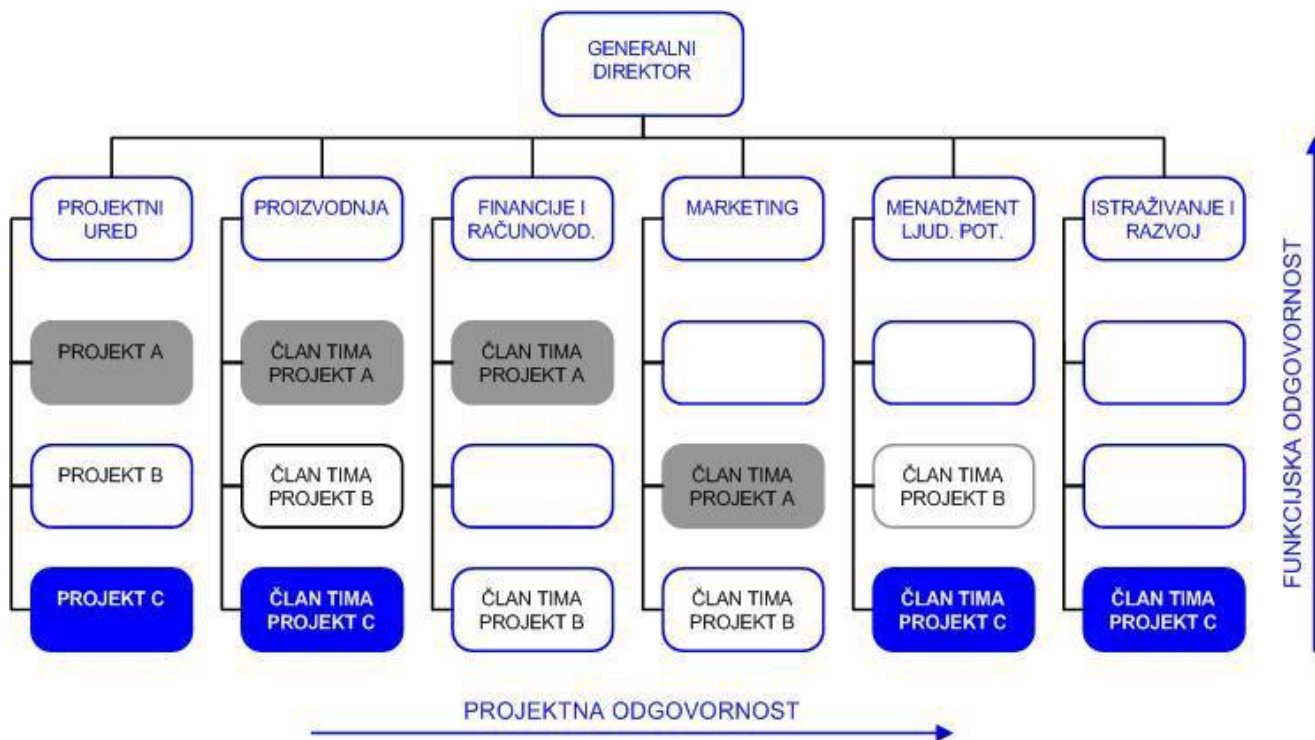 GENERALNI
DIREKTOR
PROJEKTNI
URED
PROIZVODNJA
FINANCIJE I
RAČUNOVOD.
MARKETING
MENADŽMENT
LJUD. POT.
ISTRAŽIVANJE I
RAZVOJ
PROJEKT A
ČLAN TIMA
PROJEKT A
ČLAN TIMA
PROJEKT A
PROJEKT B
ČLAN TIMA
PROJEKT B
ČLAN TIMA
PROJEKT A
ČLAN TIMA
PROJEKT B
PROJEKT C
ČLAN TIMA
PROJEKT C
ČLAN TIMA
PROJEKT B
ČLAN TIMA
PROJEKT B
ČLAN TIMA
PROJEKT C
ČLAN TIMA
PROJEKT C
FUNKCIJSKA ODGOVORNOST
PROJEKTNA ODGOVORNOST